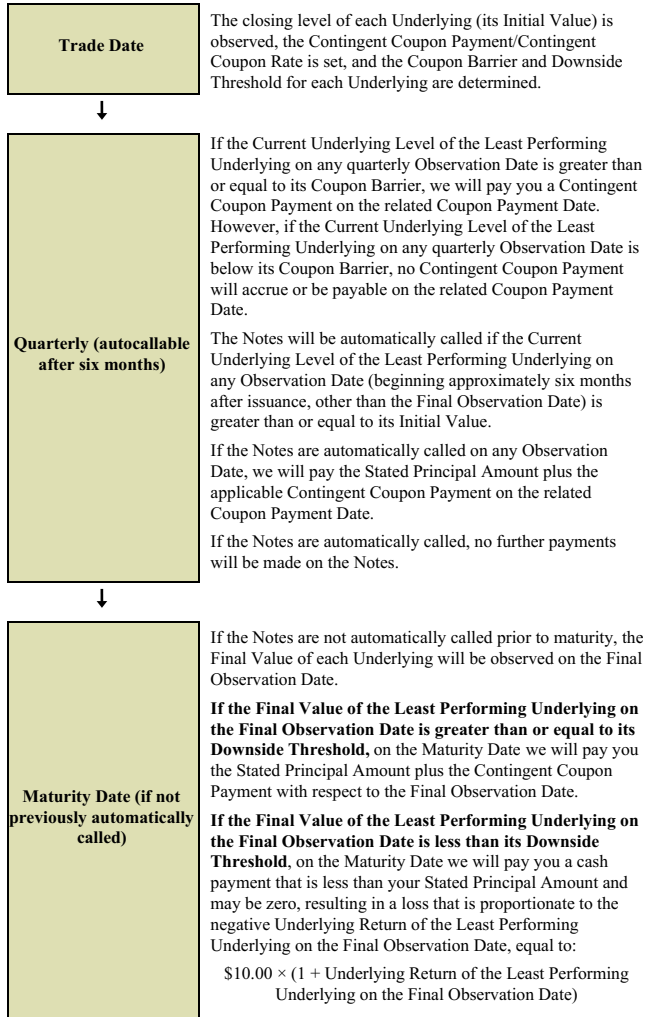 Trade Date
The closing level of each Underlying (its Initial Value) is
observed, the Contingent Coupon Payment/Contingent
Coupon Rate is set, and the Coupon Barrier and Downside
Threshold for each Underlying are determined.
Quarterly (autocallable
after six months)
If the Current Underlying Level of the Least Performing
Underlying on any quarterly Observation Date is greater than
or equal to its Coupon Barrier, we will pay you a Contingent
Coupon Payment on the related Coupon Payment Date.
However, if the Current Underlying Level of the Least
Performing Underlying on any quarterly Observation Date is
below its Coupon Barrier, no Contingent Coupon Payment
will accrue or be payable on the related Coupon Payment
Date.
The Notes will be automatically called if the Current
Underlying Level of the Least Performing Underlying on
any Observation Date (beginning approximately six months
after issuance, other than the Final Observation Date) is
greater than or equal to its Initial Value.
If the Notes are automatically called on any Observation
Date, we will pay the Stated Principal Amount plus the
applicable Contingent Coupon Payment on the related
Coupon Payment Date.
If the Notes are automatically called, no further payments
will be made on the Notes.
Maturity Date (if not
previously automatically
called)
If the Notes are not automatically called prior to maturity, the
Final Value of each Underlying will be observed on the Final
Observation Date.
If the Final Value of the Least Performing Underlying on
the Final Observation Date is greater than or equal to its
Downside Threshold, on the Maturity Date we will pay you
the Stated Principal Amount plus the Contingent Coupon
Payment with respect to the Final Observation Date.
If the Final Value of the Least Performing Underlying on
the Final Observation Date is less than its Downside
Threshold, on the Maturity Date we will pay you a cash
payment that is less than your Stated Principal Amount and
may be zero, resulting in a loss that is proportionate to the
negative Underlying Return of the Least Performing
Underlying on the Final Observation Date, equal to:
$10.00 × (1 + Underlying Return of the Least Performing
Underlying on the Final Observation Date)